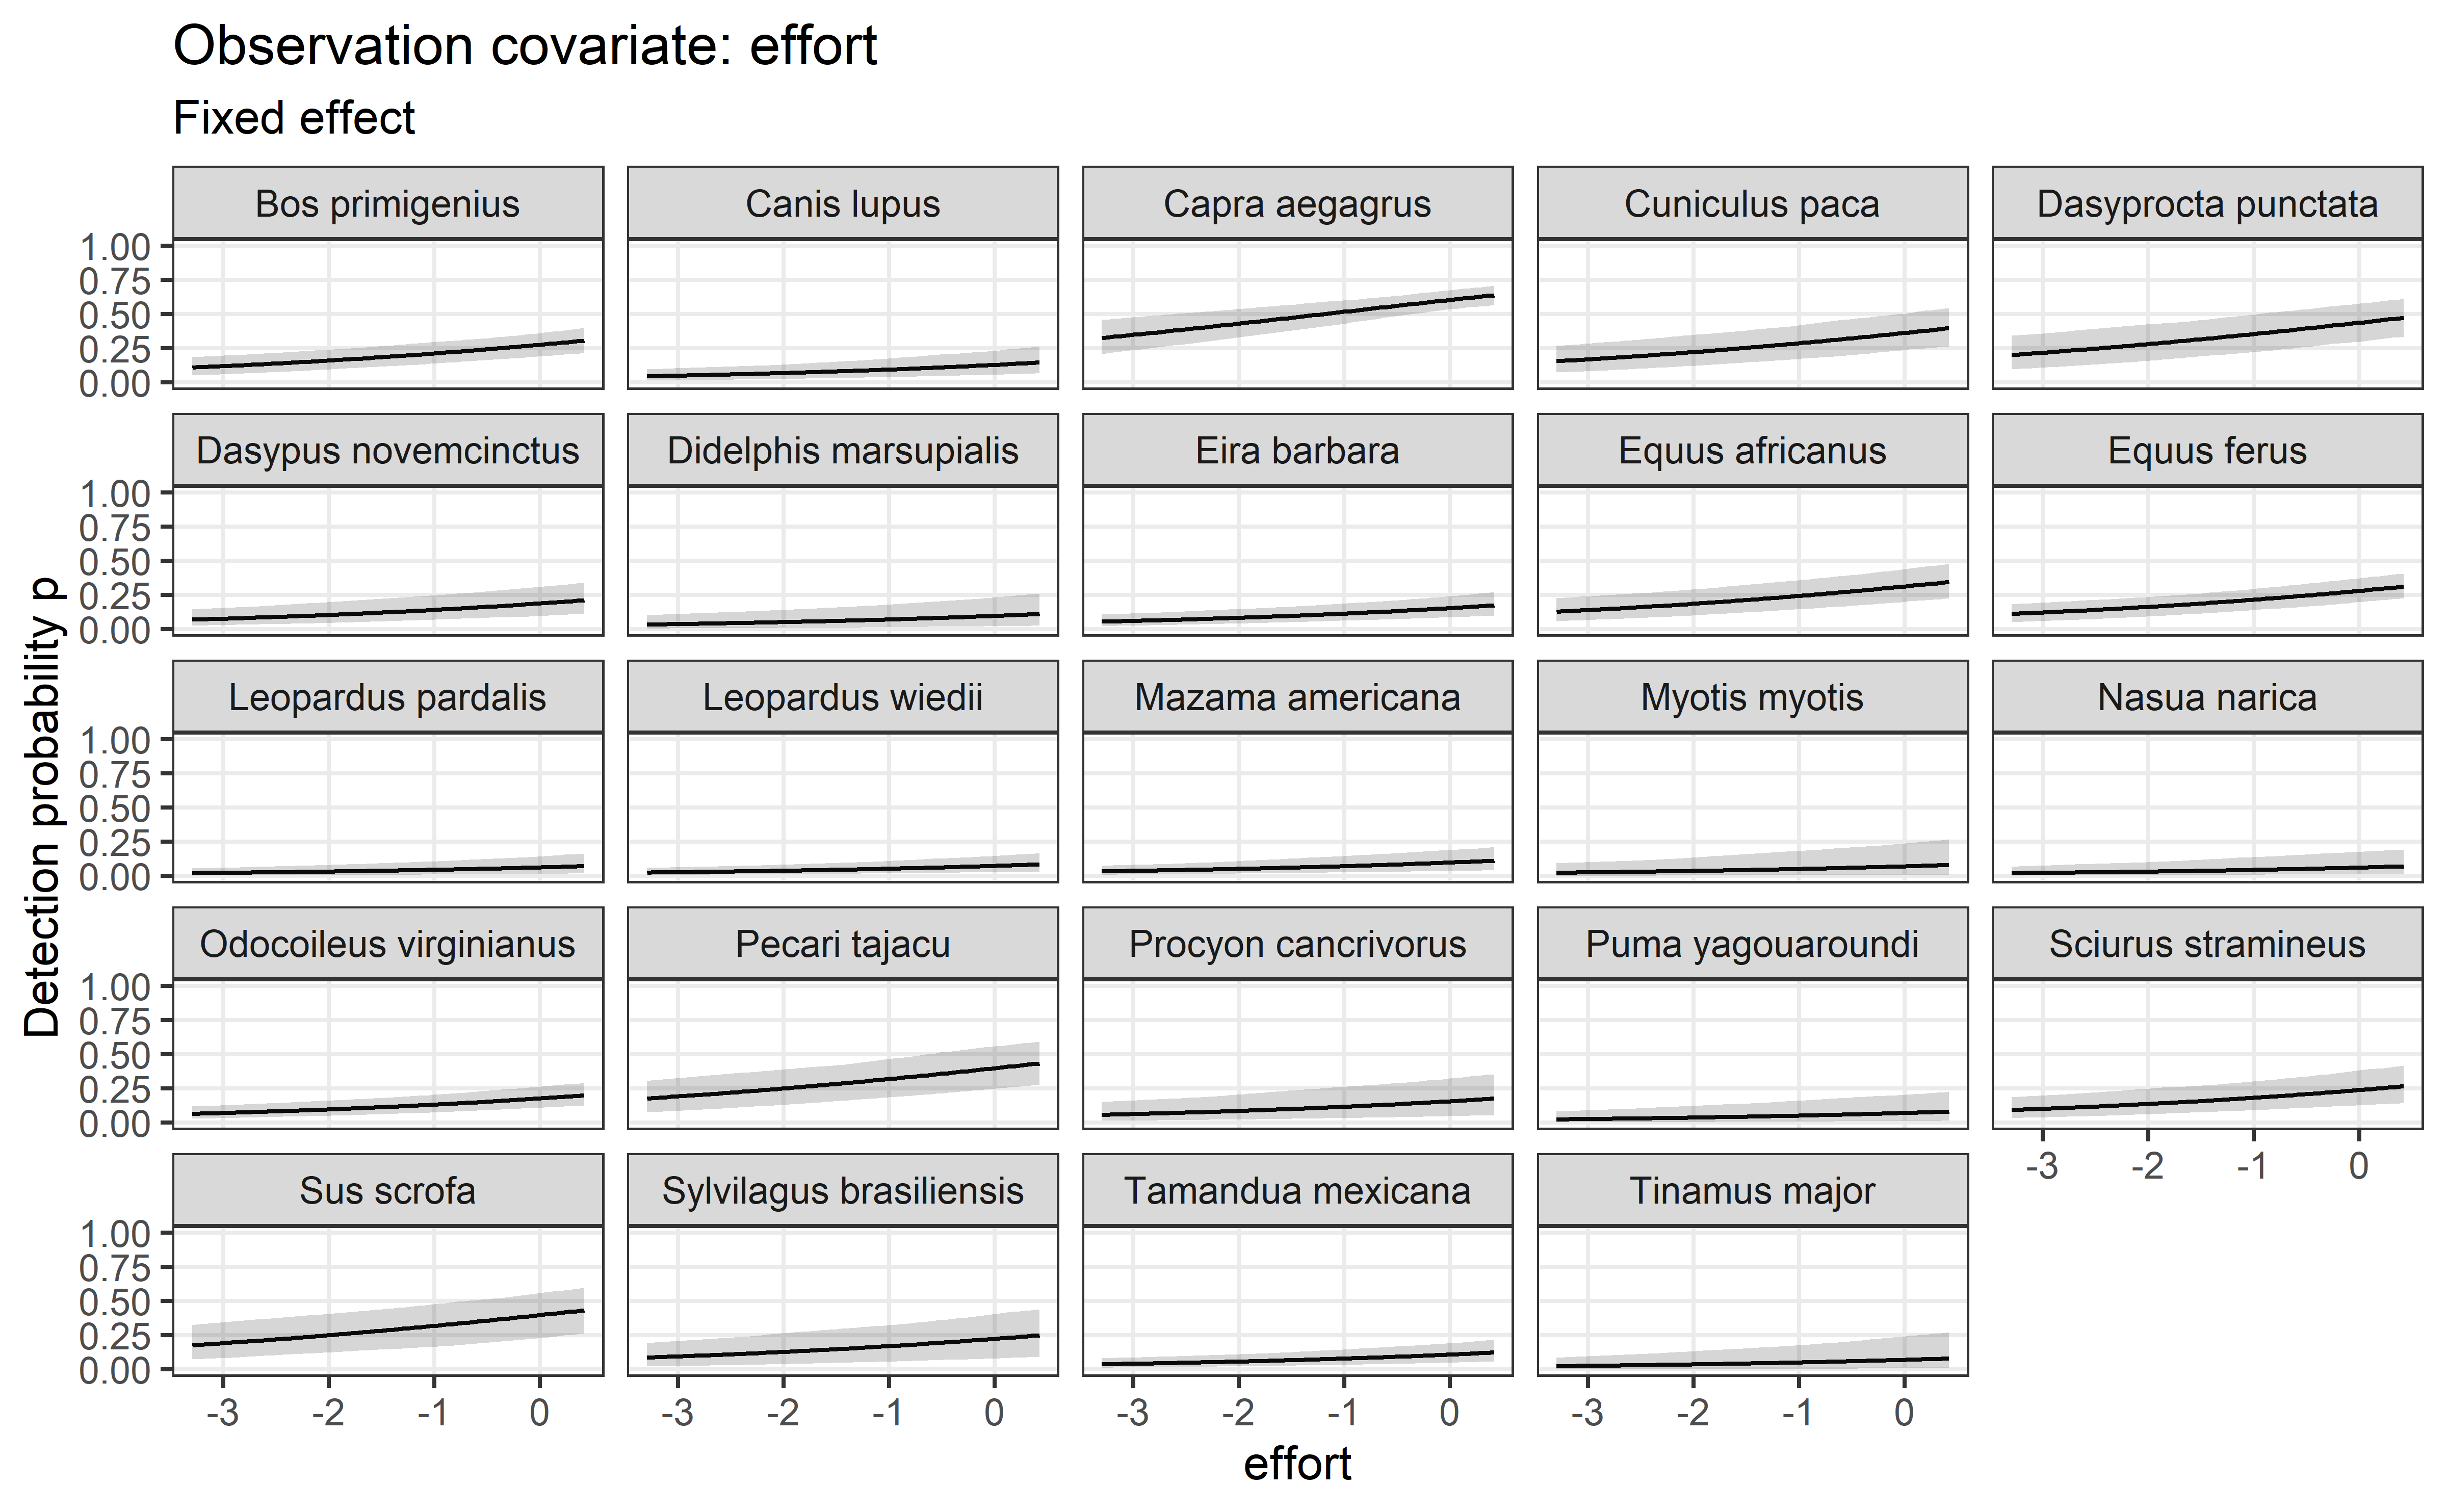 Observation covariate: effort
Fixed effect
Bos primigenius Canis lupus Capra aegagrus Cuniculus paca Dasyprocta punctata
1.00
0.75
0.50
0.25
0.00
Dasypus novemcinctus Didelphis marsupialis Eira barbara Equus africanus Equus ferus
1.00
0.75
0.50
0.25
0.00
Leopardus pardalis Leopardus wiedii Mazama americana Myotis myotis Nasua narica
1.00
0.75
0.50
0.25
0.00
Odocoileus virginianus Pecari tajacu Procyon cancrivorus Puma yagouaroundi Sciurus stramineus
1.00
0.75
0.50
0.25
0.00
-3 -2 -1 0
Sus scrofa Sylvilagus brasiliensis Tamandua mexicana Tinamus major
1.00
0.75
0.50
0.25
0.00
-3 -2 -1 0 -3 -2 -1 0 -3 -2 -1 0 -3 -2 -1 0
effort
Detection probability p